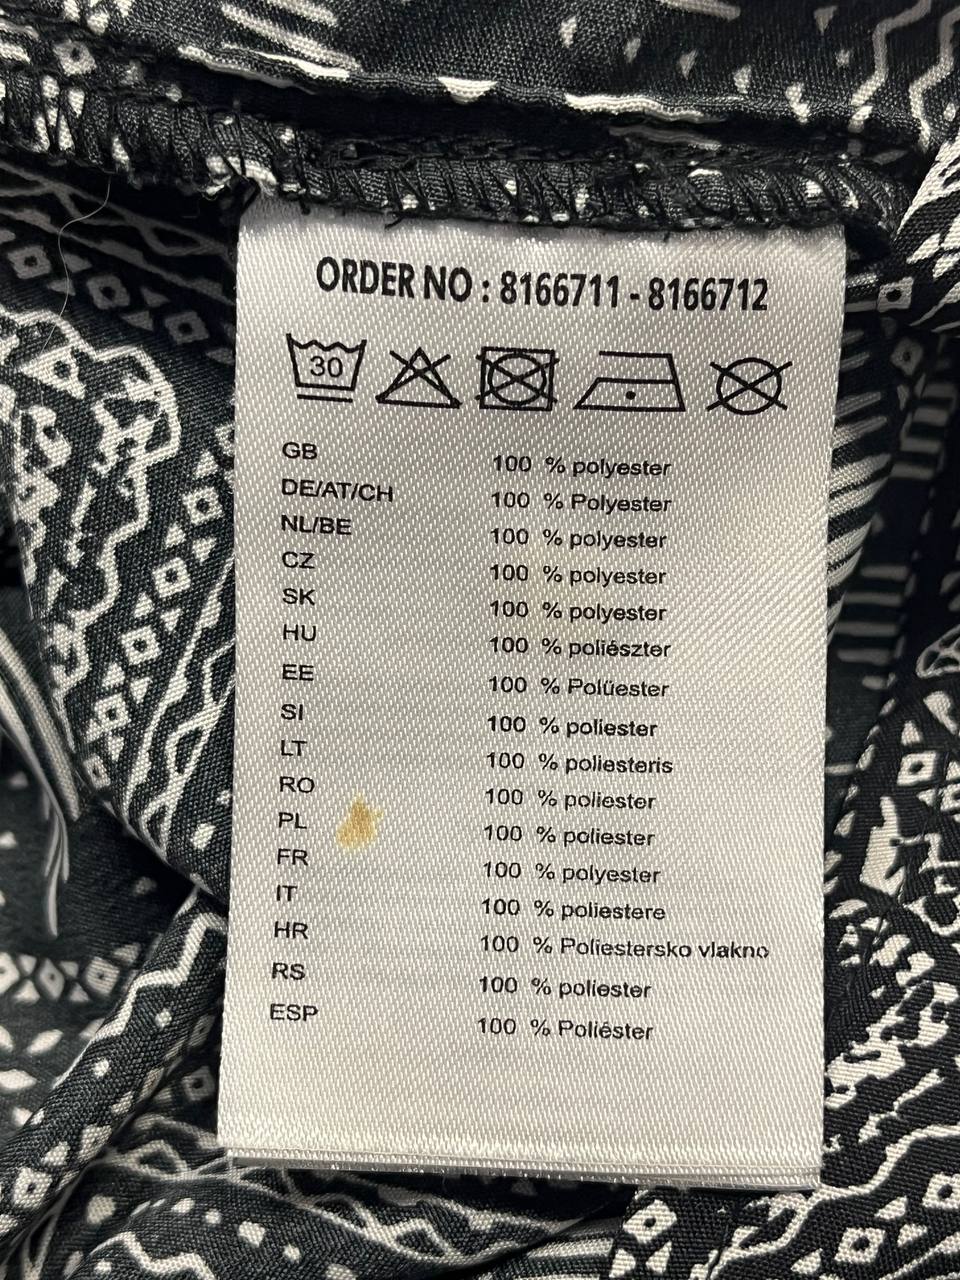 ORDER NO : 8166711 - 8166712
30
GB 100 % polyester
DE/AT/CH 100 % Polyester
NL/BE 100 % polyester
CZ 100 % polyester
SK 100 % polyester
HU 100 % poliészter
EE 100 % Polüester
SI 100 % poliester
LT 100 % poliesteris
RO 100 % poliester
PL 100 % poliester
FR 100 % polyester
IT 100 % poliestere
HR 100 % Poliestersko vlakno
RS 100 % poliester
ESP 100 % Poliéster